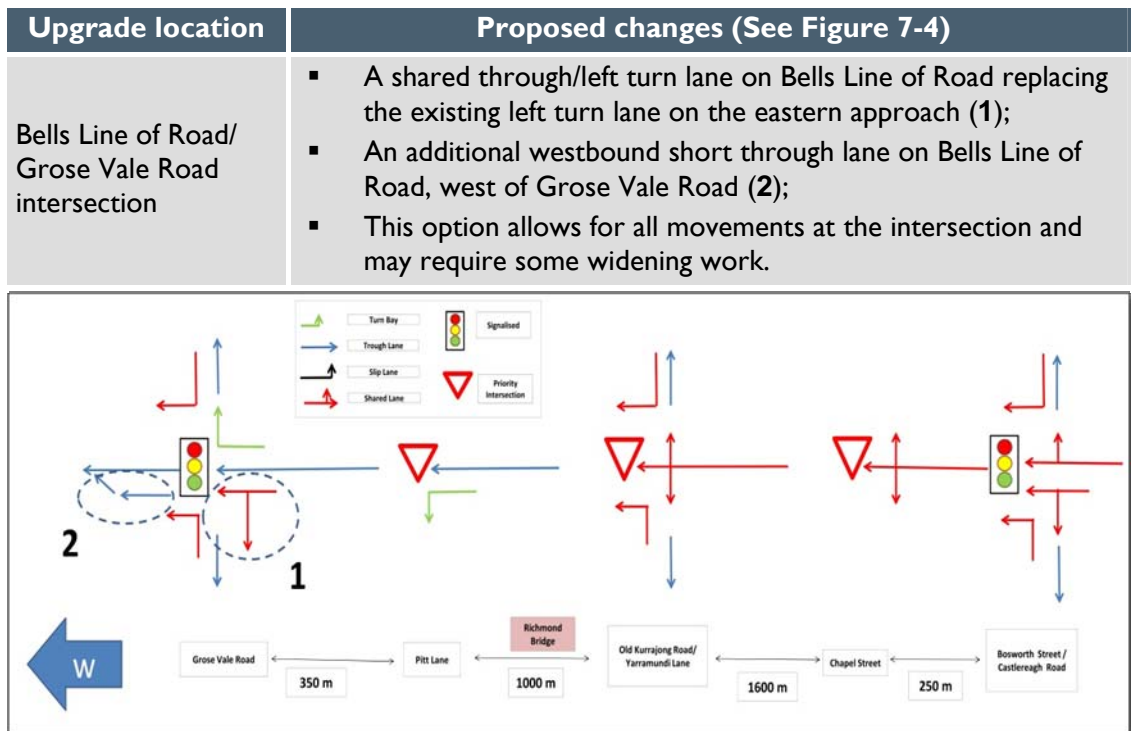 Upgrade location
Proposed changes (See Figure 7-4)
Bells Line of Road/
Grose Vale Road
intersection
▪ A shared through/left turn lane on Bells Line of Road replacing
the existing left turn lane on the eastern approach (1);
▪ An additional westbound short through lane on Bells Line of
Road, west of Grose Vale Road (2);
▪ This option allows for all movements at the intersection and
may require some widening work.
Turn Bay
Trough Lane
Slip Lane
Shared Lane
Signalised
Priority
Intersection
2
1
W
Grose Vale Road
350 m
Pitt Lane
Richmond
Bridge
1000 m
Old Kurrajong Road/
Yarramundi Lane
1600 m
Chapel Street
250 m
Bosworth Street /
Castlereagh Road